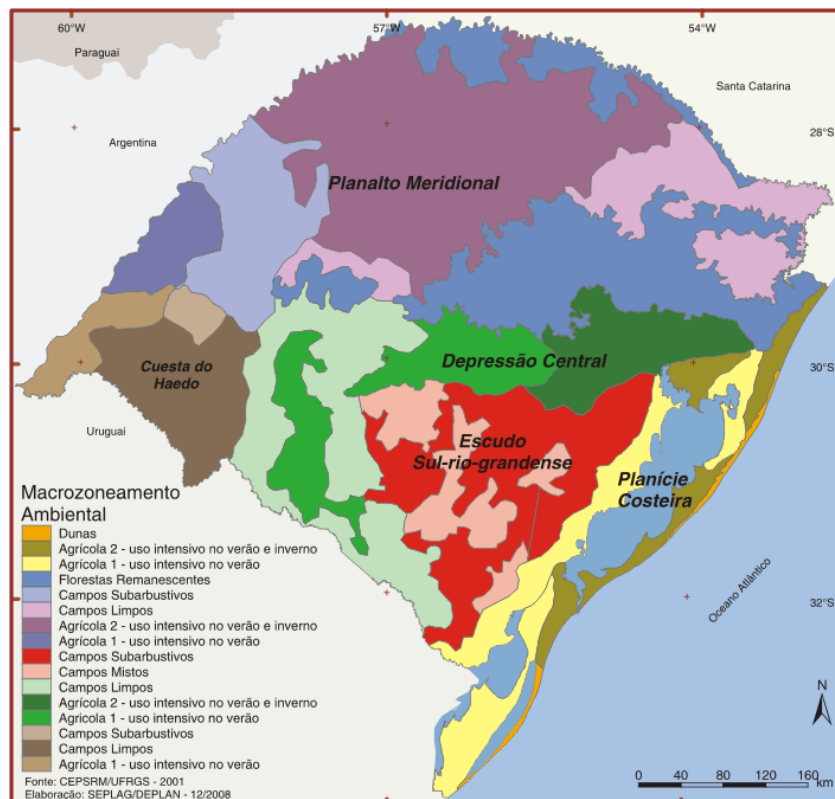 60°W
57°W
54°W
Paraguai
Santa Catarina
Argentina
28°S
Planalto Meridional
Depressão Central
Cuesta do
Haedo
30°S
Uruguai
Escudo
Sul-rio-grandense
Planície
Costeira
Macrozoneamento
Ambiental
Dunas
Agrícola 2 - uso intensivo no verão e inverno
Agrícola 1 - uso intensivo no verão
Florestas Remanescentes
Campos Subarbustivos
Campos Limpos
Agrícola 2 - uso intensivo no verão e inverno
Agrícola 1 - uso intensivo no verão
Campos Subarbustivos
Campos Mistos
Campos Limpos
Agrícola 2 - uso intensivo no verão e inverno
Agricola 1 - uso intensivo no verão
Campos Subarbustivos
Campos Limpos
Agrícola 1 - uso intensivo no verão
Oceano Atlântico
32°S
N
0 40 80 120 160
km
Fonte: CEPSRM/UFRGS - 2001
Elaboração: SEPLAG/DEPLAN - 12/2008